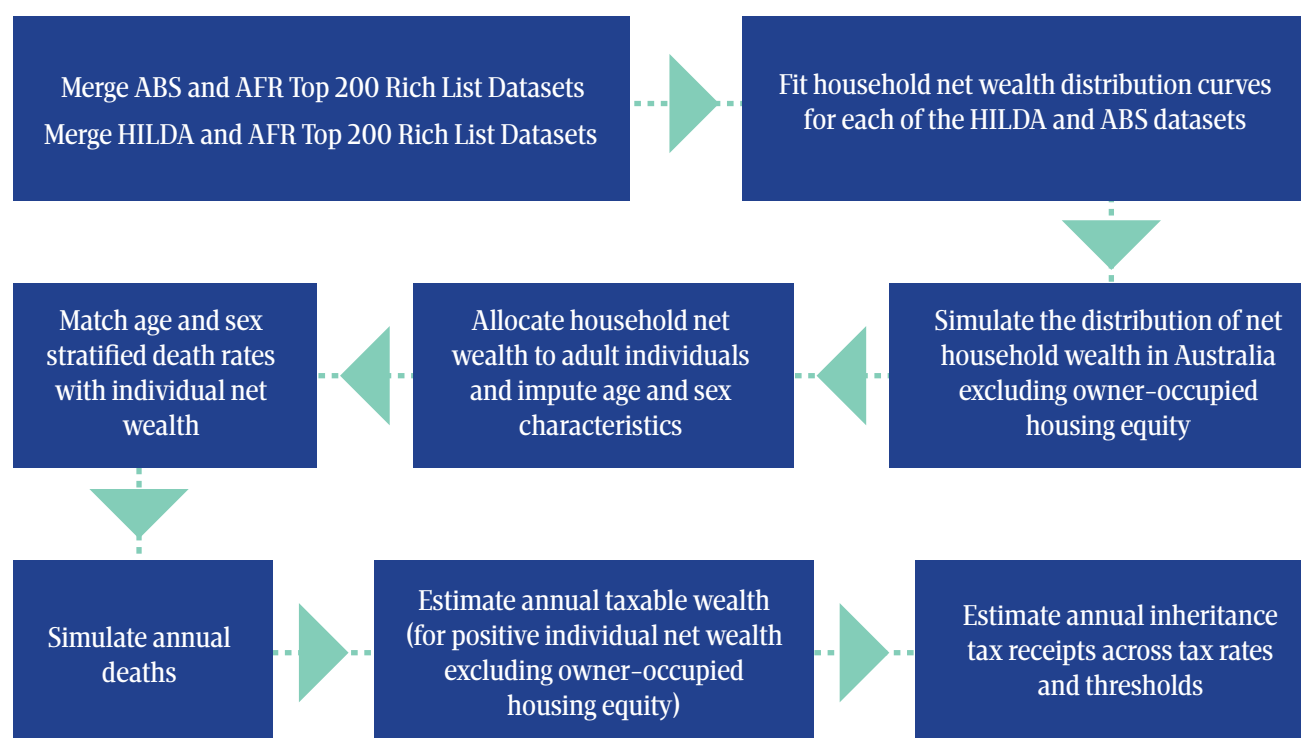 Merge ABS and AFR Top 200 Rich List Datasets
Merge HILDA and AFR Top 200 Rich List Datasets
Fit household net wealth distribution curves
for each of the HILDA and ABS datasets
Simulate the distribution of net
household wealth in Australia
excluding owner-occupied
housing equity
Allocate household net
wealth to adult individuals
and impute age and sex
characteristics
Match age and sex
stratified death rates
with individual net
wealth
Simulate annual
deaths
Estimate annual taxable wealth
(for positive individual net wealth
excluding owner-occupied
housing equity)
Estimate annual inheritance
tax receipts across tax rates
and thresholds